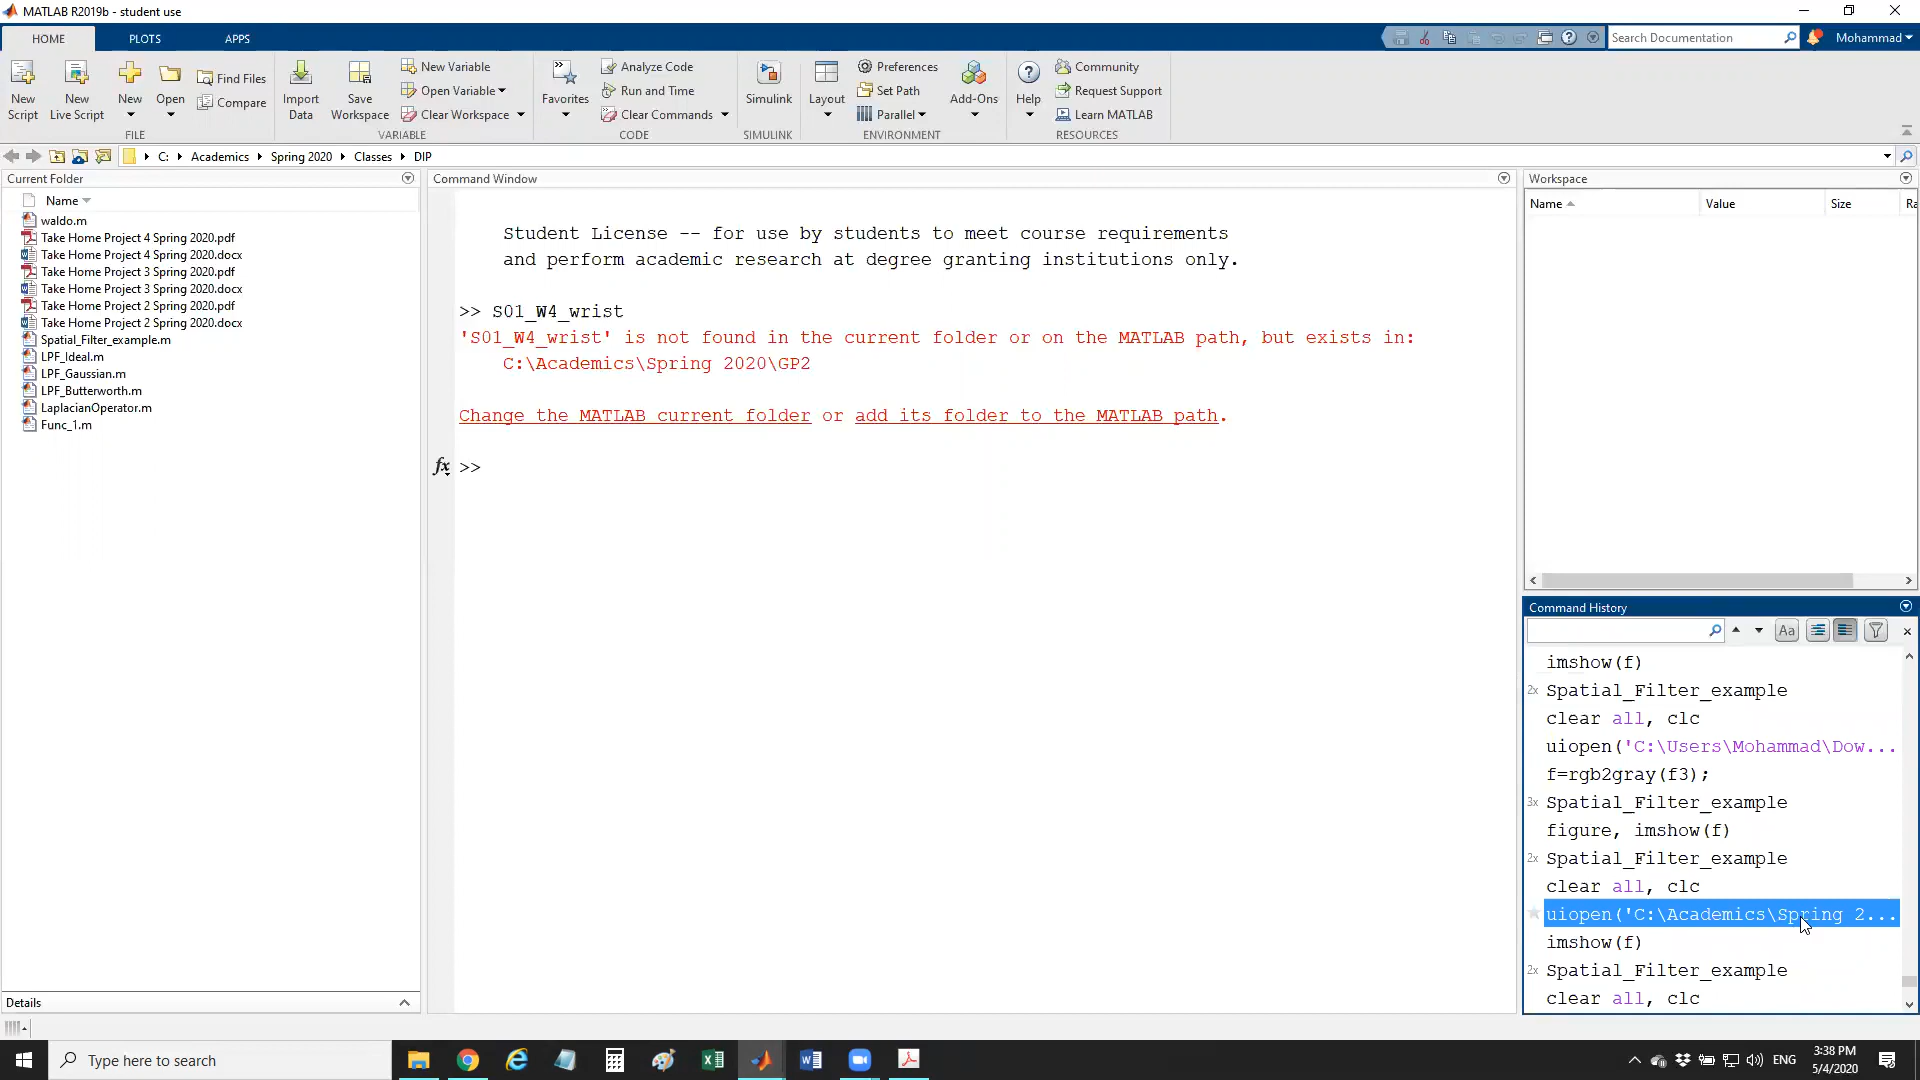 MATLAB R2019b - student use
HOME
PLOTS
APPS
Search Documentation
Mohammad
New Script
New Live Script
New
Open
Find Files
Compare
FILE
Import Data
Save Workspace
New Variable
Open Variable
Clear Workspace
VARIABLE
Favorites
Analyze Code
Run and Time
Clear Commands
CODE
Simulink
SIMULINK
Layout
Preferences
Set Path
Parallel
Add-Ons
ENVIRONMENT
Help
Community
Request Support
Learn MATLAB
RESOURCES
C: Academics Spring 2020 Classes DIP
Current Folder
Name
waldo.m
Take Home Project 4 Spring 2020.pdf
Take Home Project 4 Spring 2020.docx
Take Home Project 3 Spring 2020.pdf
Take Home Project 3 Spring 2020.docx
Take Home Project 2 Spring 2020.pdf
Take Home Project 2 Spring 2020.docx
Spatial_Filter_example.m
LPF_Ideal.m
LPF_Gaussian.m
LPF_Butterworth.m
LaplacianOperator.m
Func_1.m
Details
Command Window
Student License -- for use by students to meet course requirements
and perform academic research at degree granting institutions only.
>> S01_W4_wrist
'S01_W4_wrist' is not found in the current folder or on the MATLAB path, but exists in:
C:\Academics\Spring 2020\GP2
Change the MATLAB current folder or add its folder to the MATLAB path.
fx >>
Workspace
Name Value Size Ra
Command History
Aa
imshow(f)
2x Spatial_Filter_example
clear all, clc
uiopen('C:\Users\Mohammad\Dow...
f=rgb2gray(f3);
3x Spatial_Filter_example
figure, imshow(f)
2x Spatial_Filter_example
clear all, clc
uiopen('C:\Academics\Spring 2...
imshow(f)
2x Spatial_Filter_example
clear all, clc
Type here to search
ENG
3:38 PM
5/4/2020